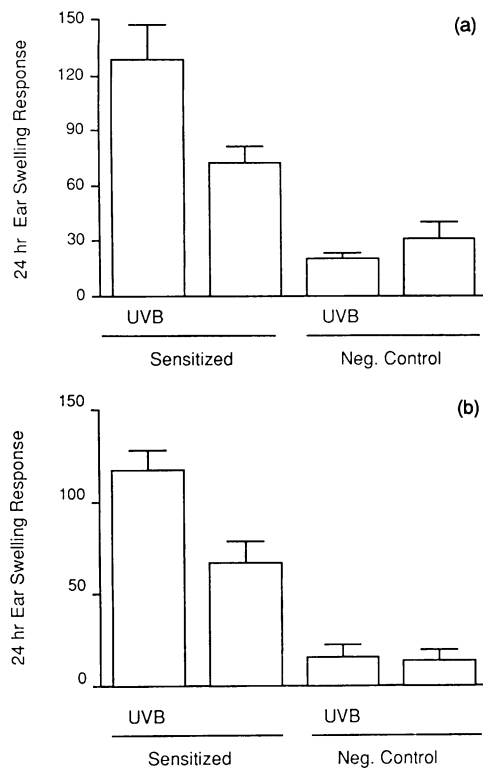 (a)
24 hr Ear Swelling Response
150
120
90
60
30
0
UVB UVB
Sensitized Neg. Control
(b)
24 hr Ear Swelling Response
150
100
50
0
UVB UVB
Sensitized Neg. Control